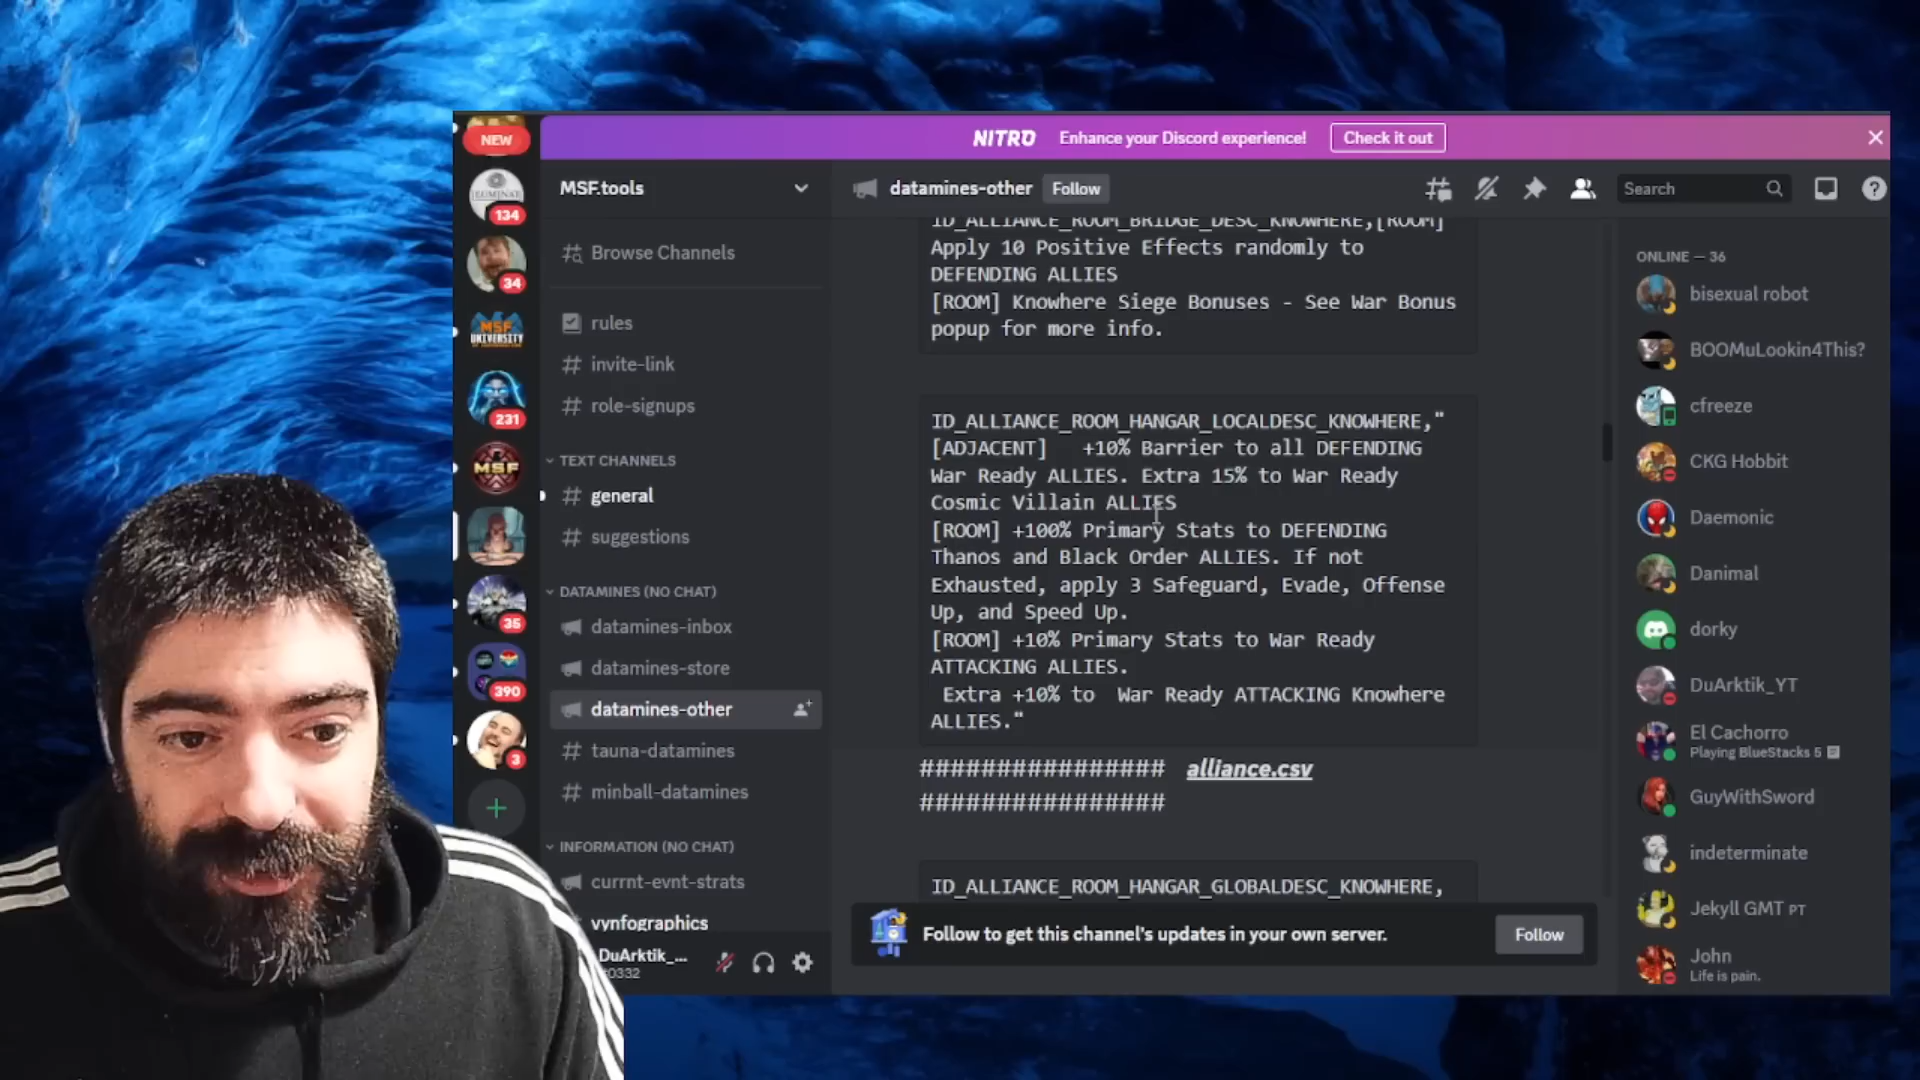 NEW
NITRO Enhance your Discord experience! Check it out
MSF.tools
datamines-other Follow
Search
134
34
MSF
UNIVERSITY
231
MSF
35
390
3
Browse Channels
rules
invite-link
role-signups
TEXT CHANNELS
general
suggestions
DATAMINES (NO CHAT)
datamines-inbox
datamines-store
datamines-other
tauna-datamines
minball-datamines
INFORMATION (NO CHAT)
currnt-evnt-strats
vvnfographics
DuArktik_...
0332
ID_ALLIANCE_ROOM_BRIDGE_DESC_KNOWHERE,[ROOM]
Apply 10 Positive Effects randomly to
DEFENDING ALLIES
[ROOM] Knowhere Siege Bonuses - See War Bonus
popup for more info.
ID_ALLIANCE_ROOM_HANGAR_LOCALDESC_KNOWHERE,"
[ADJACENT] +10% Barrier to all DEFENDING
War Ready ALLIES. Extra 15% to War Ready
Cosmic Villain ALLIES
[ROOM] +100% Primary Stats to DEFENDING
Thanos and Black Order ALLIES. If not
Exhausted, apply 3 Safeguard, Evade, Offense
Up, and Speed Up.
[ROOM] +10% Primary Stats to War Ready
ATTACKING ALLIES.
Extra +10% to War Ready ATTACKING Knowhere
ALLIES."
################ alliance.csv
################
ID_ALLIANCE_ROOM_HANGAR_GLOBALDESC_KNOWHERE,
Follow to get this channel's updates in your own server.
Follow
ONLINE — 36
bisexual robot
BOOMuLookin4This?
cfreeze
CKG Hobbit
Daemonic
Danimal
dorky
DuArktik_YT
El Cachorro
Playing BlueStacks 5
GuyWithSword
indeterminate
Jekyll GMT PT
John
Life is pain.